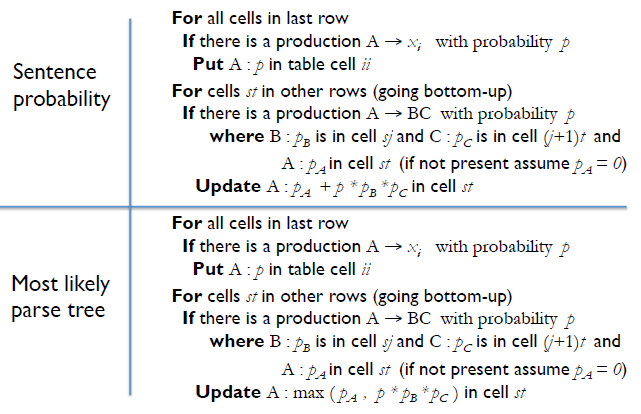 Sentence
probability
For all cells in last row
If there is a production A → xᵢ with probability p
Put A : p in table cell ii
For cells st in other rows (going bottom-up)
If there is a production A → BC with probability p
where B : p_B is in cell sj and C : p_C is in cell (j+1)t and
A : p_A in cell st (if not present assume p_A = 0)
Update A : p_A + p * p_B * p_C in cell st
Most likely
parse tree
For all cells in last row
If there is a production A → xᵢ with probability p
Put A : p in table cell ii
For cells st in other rows (going bottom-up)
If there is a production A → BC with probability p
where B : p_B is in cell sj and C : p_C is in cell (j+1)t and
A : p_A in cell st (if not present assume p_A = 0)
Update A : max (p_A , p * p_B * p_C ) in cell st